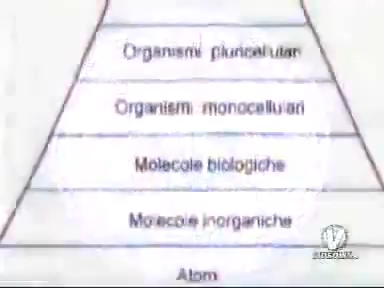 Organismi pluricellulari
Organismi monocellulari
Molecole biologiche
Molecole inorganiche
Atomi